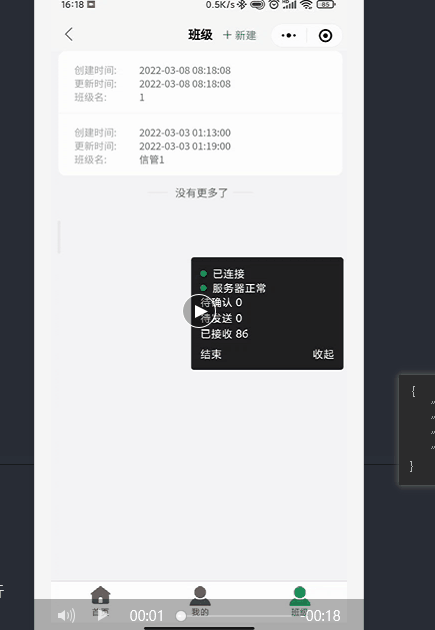 16:18
0.5K/s
85
班级
＋新建
创建时间: 2022-03-08 08:18:08
更新时间: 2022-03-08 08:18:08
班级名: 1
创建时间: 2022-03-03 01:13:00
更新时间: 2022-03-03 01:19:00
班级名: 信管1
没有更多了
已连接
服务器正常
待确认 0
待发送 0
已接收 86
结束
收起
{
}
首页
我的
班级
00:01
-00:18